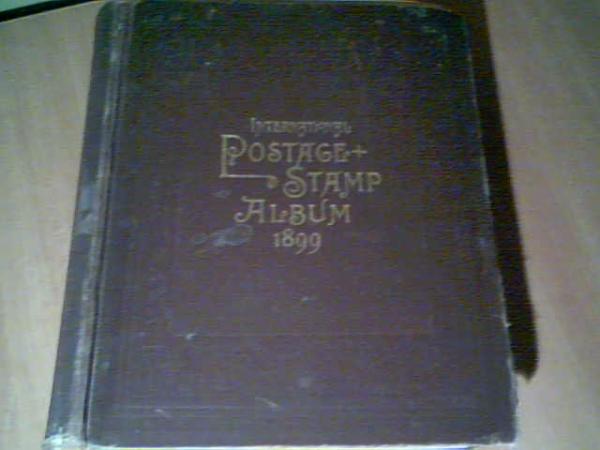 INTERNATIONAL
POSTAGE
STAMP
ALBUM
1899